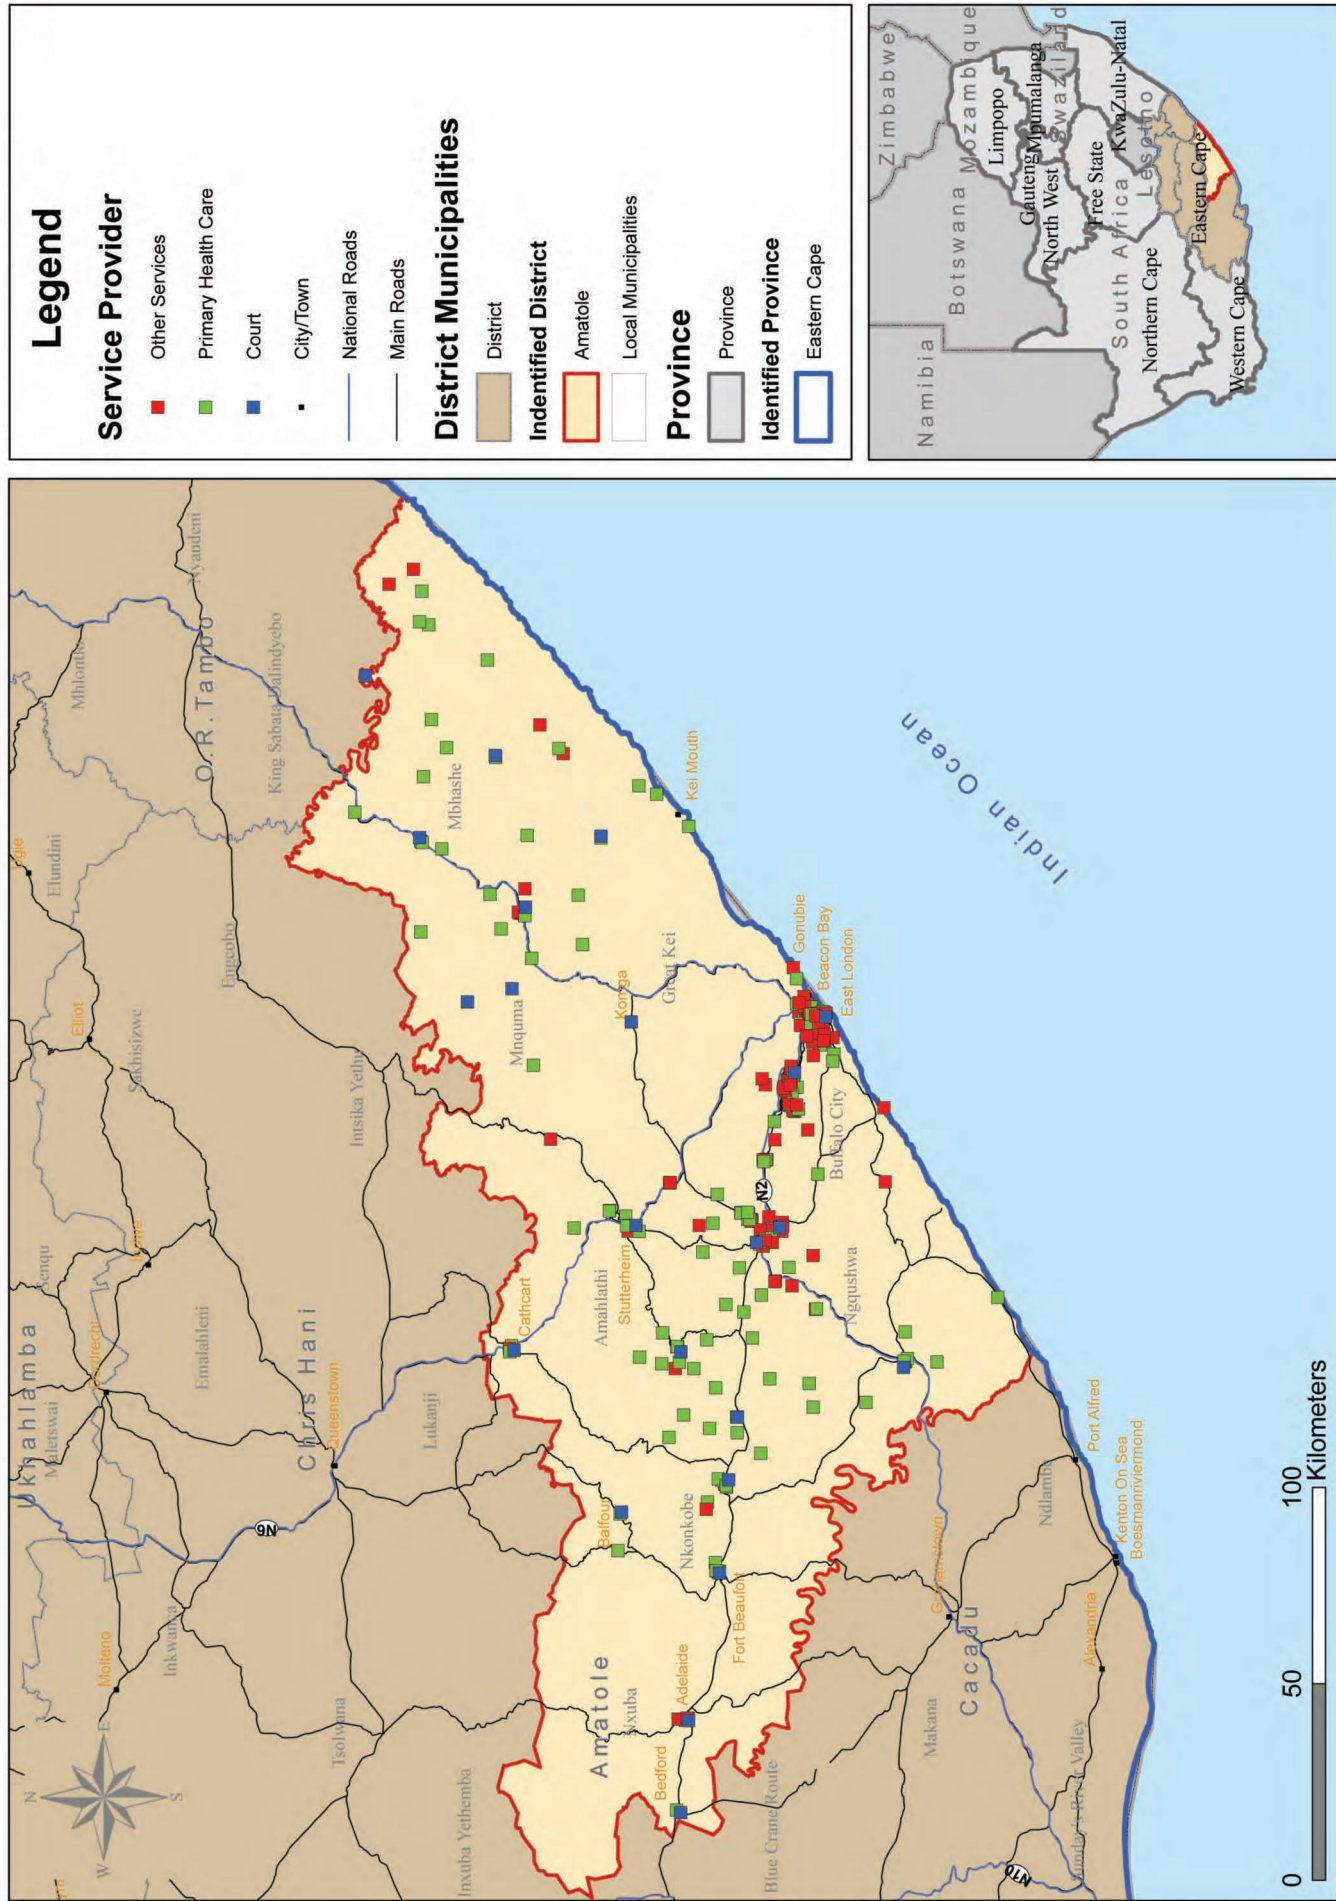 Legend
Service Provider
Other Services
Primary Health Care
Court
City/Town
National Roads
Main Roads
District Municipalities
District
Indentified District
Amatole
Local Municipalities
Province
Province
Identified Province
Eastern Cape
Zimbabwe
Mozambique
Botswana
Namibia
Limpopo
Gauteng
Mpumalanga
North West
Swaziland
Free State
KwaZulu-Natal
Lesotho
South Africa
Northern Cape
Eastern Cape
Western Cape
Ukhahlamba
Maletswai
Senqu
Elundini
Mhlontlo
Nyandeni
O.R.Tambo
King Sabata Dalindyebo
Elliot
Sakhisizwe
Engcobo
Intsika Yethu
Emalahleni
Chris Hani
Queenstown
Lukanji
N6
Molteno
Inkwanca
Tsolwana
Inxuba Yethemba
N
E
S
W
Mbhashe
Mnquma
Kei Mouth
Komga
Great Kei
Gonubie
Beacon Bay
East London
Buffalo City
N2
Cathcart
Amahlathi
Stutterheim
Ngqushwa
Balfour
Nkonkobe
Fort Beaufort
Amatole
Nxuba
Adelaide
Bedford
Blue Crane Route
Makana
Cacadu
Grahamstown
Ndlambe
Port Alfred
Kenton On Sea
Boesmanriviermond
Alexandria
Sunday's River Valley
N10
Indian Ocean
0 50 100
Kilometers